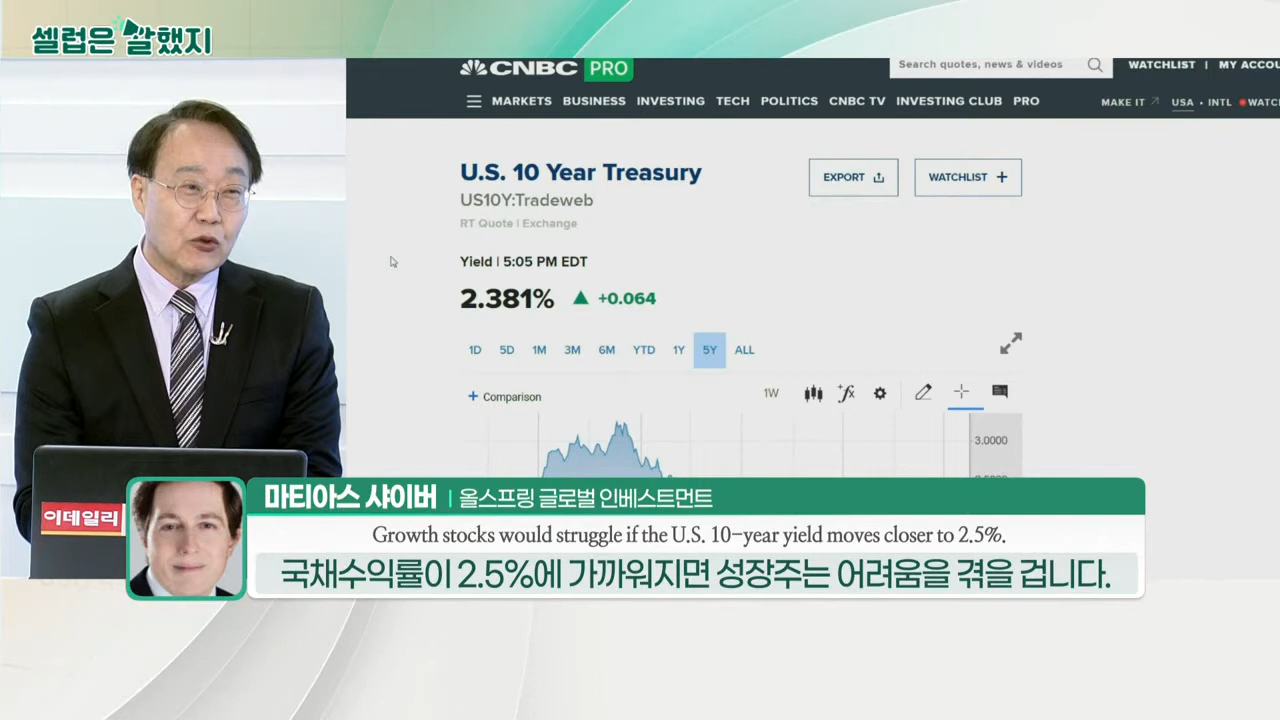 셀럽은 말했지
CNBC PRO
Search quotes, news & videos
WATCHLIST | MY ACCOU
MARKETS BUSINESS INVESTING TECH POLITICS CNBC TV INVESTING CLUB PRO
MAKE IT USA • INTL WATC
U.S. 10 Year Treasury
EXPORT
WATCHLIST +
US10Y:Tradeweb
RT Quote | Exchange
Yield | 5:05 PM EDT
2.381% ▲ +0.064
1D 5D 1M 3M 6M YTD 1Y 5Y ALL
+ Comparison
1W
3.0000
이데일리
마티아스 샤이버 | 올스프링 글로벌 인베스트먼트
Growth stocks would struggle if the U.S. 10-year yield moves closer to 2.5%.
국채수익률이 2.5%에 가까워지면 성장주는 어려움을 겪을 겁니다.